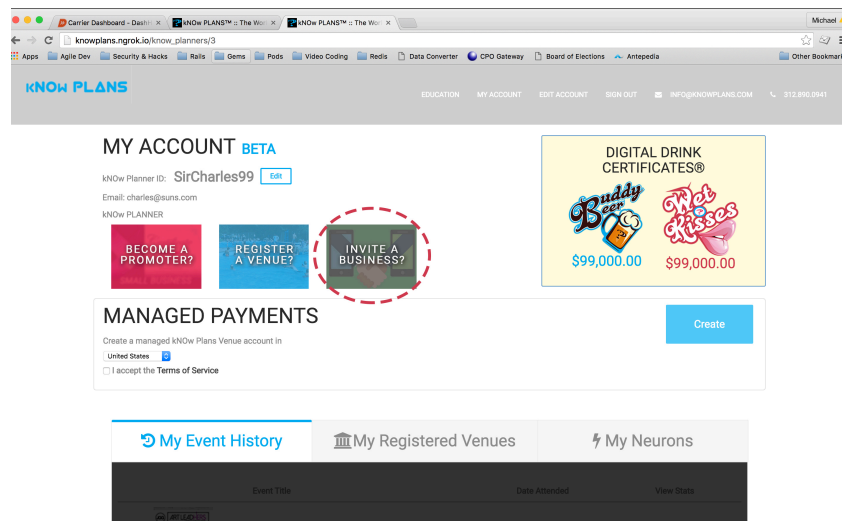 Carrier Dashboard - Dashb
kNOw PLANS™ :: The Worl
kNOw PLANS™ :: The Worl
Michael
knowplans.ngrok.io/know_planners/3
Apps Agile Dev Security & Hacks Rails Gems Pods Video Coding Redis Data Converter CPO Gateway Board of Elections Antepedia Other Bookmark
kNOw PLANS
EDUCATION MY ACCOUNT EDIT ACCOUNT SIGN OUT INFO@KNOWPLANS.COM 312.890.0941
MY ACCOUNT BETA
kNOw Planner ID: SirCharles99 Edit
Email: charles@suns.com
kNOw PLANNER
BECOME A
PROMOTER?
SMALL BUSINESS
REGISTER
A VENUE?
INVITE A
BUSINESS?
DIGITAL DRINK
CERTIFICATES®
Buddy
Beer
$99,000.00
Wet
Kisses
$99,000.00
MANAGED PAYMENTS
Create a managed kNOw Plans Venue account in
United States
I accept the Terms of Service
Create
My Event History My Registered Venues My Neurons
Event Title Date Attended View Stats